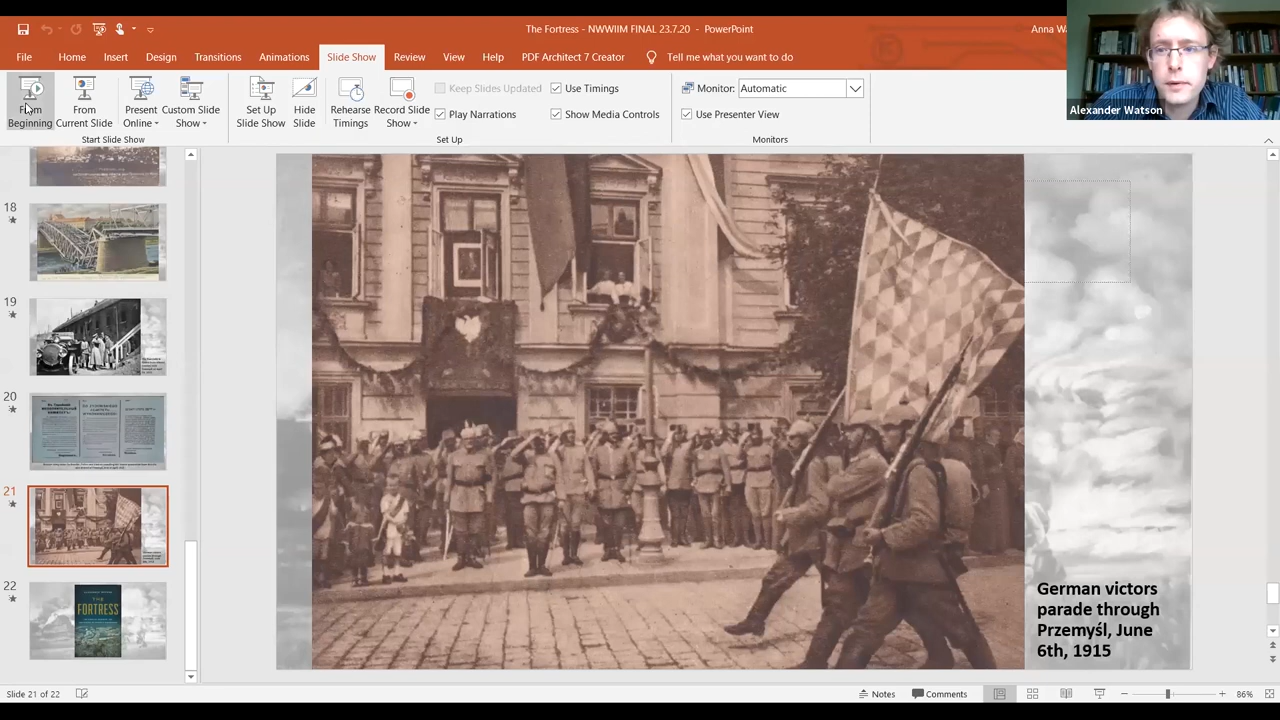 The Fortress - NWWIIM FINAL 23.7.20 - PowerPoint
Anna Wa
File Home Insert Design Transitions Animations Slide Show Review View Help PDF Architect 7 Creator Tell me what you want to do
From Beginning
From Current Slide
Present Online
Custom Slide Show
Set Up Slide Show
Hide Slide
Rehearse Timings
Record Slide Show
Keep Slides Updated
Play Narrations
Use Timings
Show Media Controls
Monitor: Automatic
Use Presenter View
Start Slide Show
Set Up
Monitors
Alexander Watson
18
19
20
21
22
THE
FORTRESS
German victors
parade through
Przemyśl, June
6th, 1915
Slide 21 of 22
Notes
Comments
86%